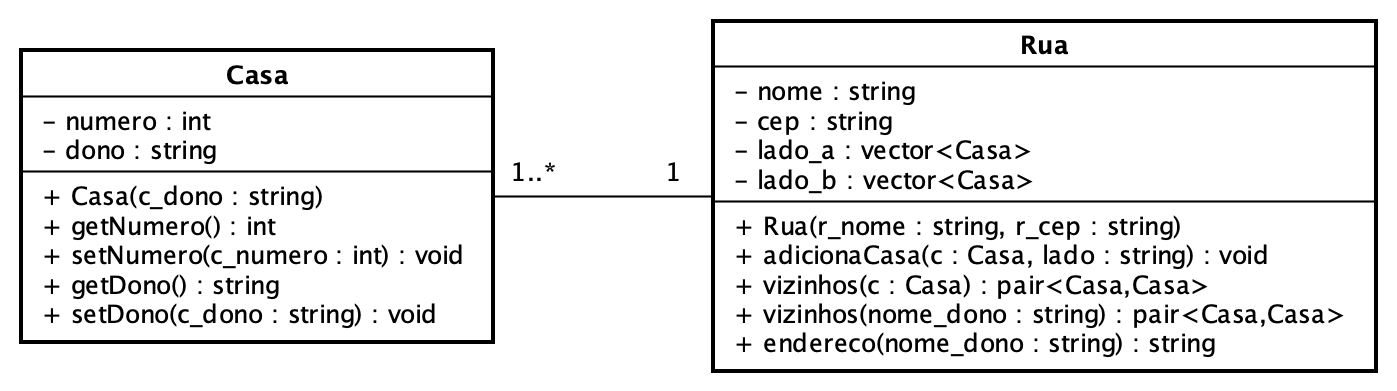 Casa
- numero : int
- dono : string
+ Casa(c_dono : string)
+ getNumero() : int
+ setNumero(c_numero : int) : void
+ getDono() : string
+ setDono(c_dono : string) : void
1..*
1
Rua
- nome : string
- cep : string
- lado_a : vector<Casa>
- lado_b : vector<Casa>
+ Rua(r_nome : string, r_cep : string)
+ adicionaCasa(c : Casa, lado : string) : void
+ vizinhos(c : Casa) : pair<Casa,Casa>
+ vizinhos(nome_dono : string) : pair<Casa,Casa>
+ endereco(nome_dono : string) : string